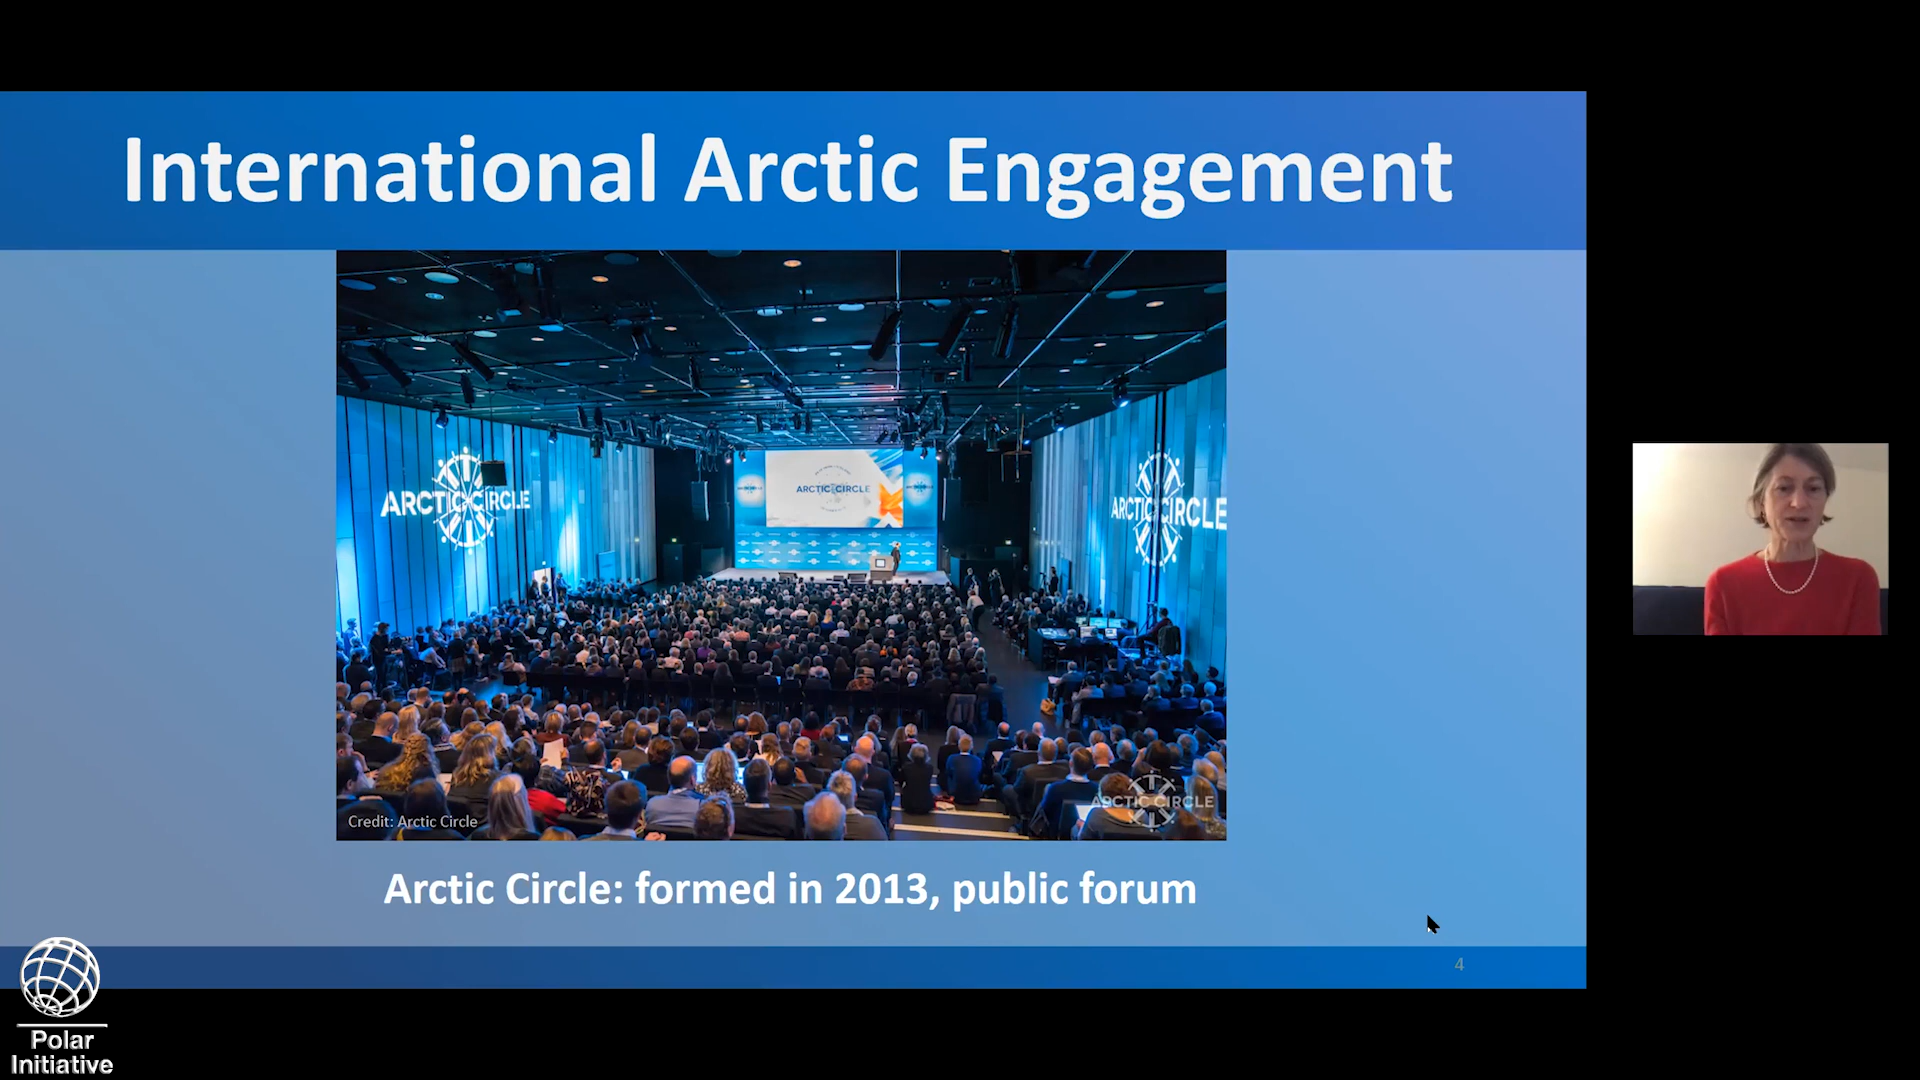 International Arctic Engagement
ARCTIC CIRCLE
ARCTIC CIRCLE
ARCTIC CIRCLE
ARCTIC CIRCLE
Credit: Arctic Circle
Arctic Circle: formed in 2013, public forum
4
Polar
Initiative